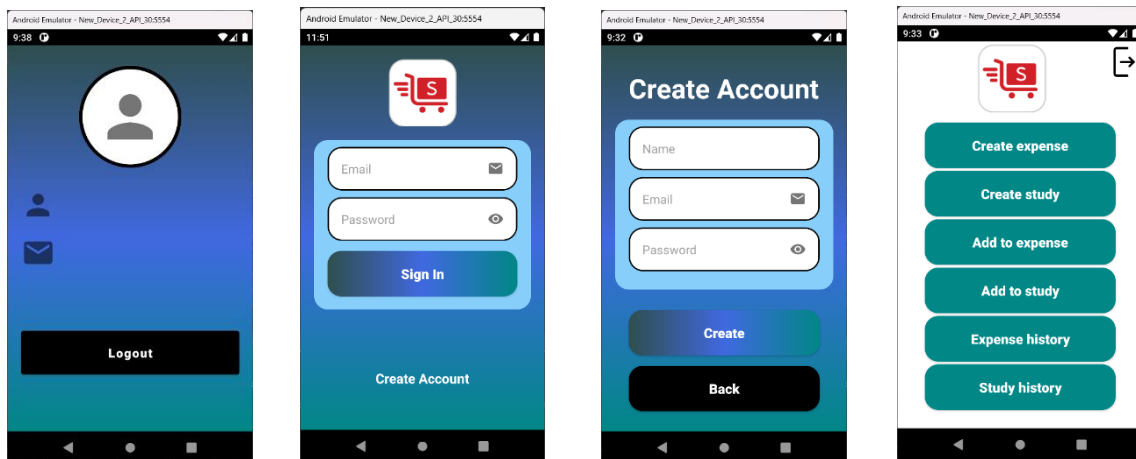 Android Emulator - New_Device_2_API_30:5554
9:38
Logout
Android Emulator - New_Device_2_API_30:5554
11:51
S
Email
Password
Sign In
Create Account
Android Emulator - New_Device_2_API_30:5554
9:32
Create Account
Name
Email
Password
Create
Back
Android Emulator - New_Device_2_API_30:5554
9:33
S
Create expense
Create study
Add to expense
Add to study
Expense history
Study history